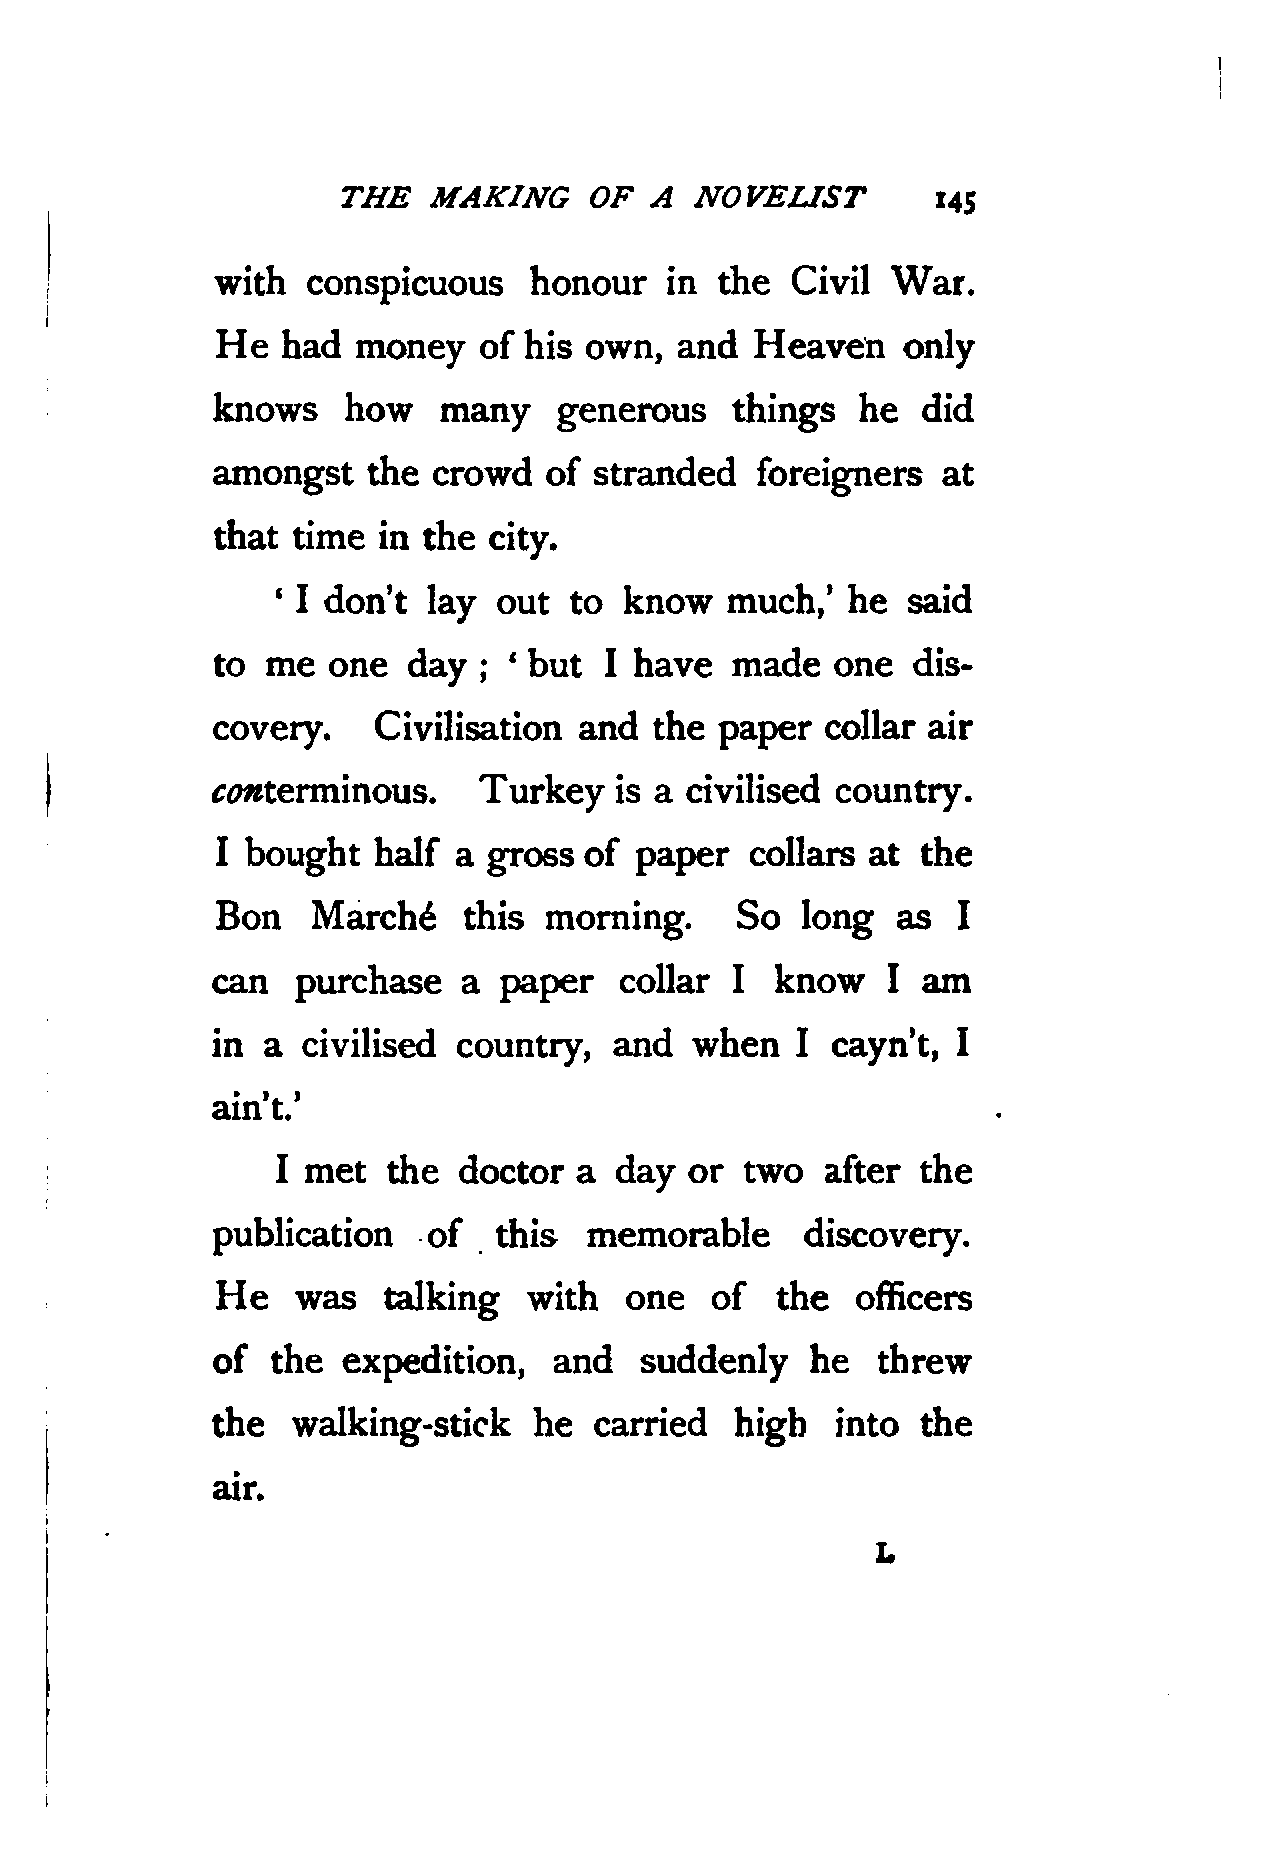 THE MAKING OF A NOVELIST 145
with conspicuous honour in the Civil War.
He had money of his own, and Heaven only
knows how many generous things he did
amongst the crowd of stranded foreigners at
that time in the city.
‘ I don't lay out to know much,’ he said
to me one day ; ‘ but I have made one dis-
covery. Civilisation and the paper collar air
conterminous. Turkey is a civilised country.
I bought half a gross of paper collars at the
Bon Marché this morning. So long as I
can purchase a paper collar I know I am
in a civilised country, and when I cayn't, I
ain't.’
I met the doctor a day or two after the
publication of this memorable discovery.
He was talking with one of the officers
of the expedition, and suddenly he threw
the walking-stick he carried high into the
air.
L